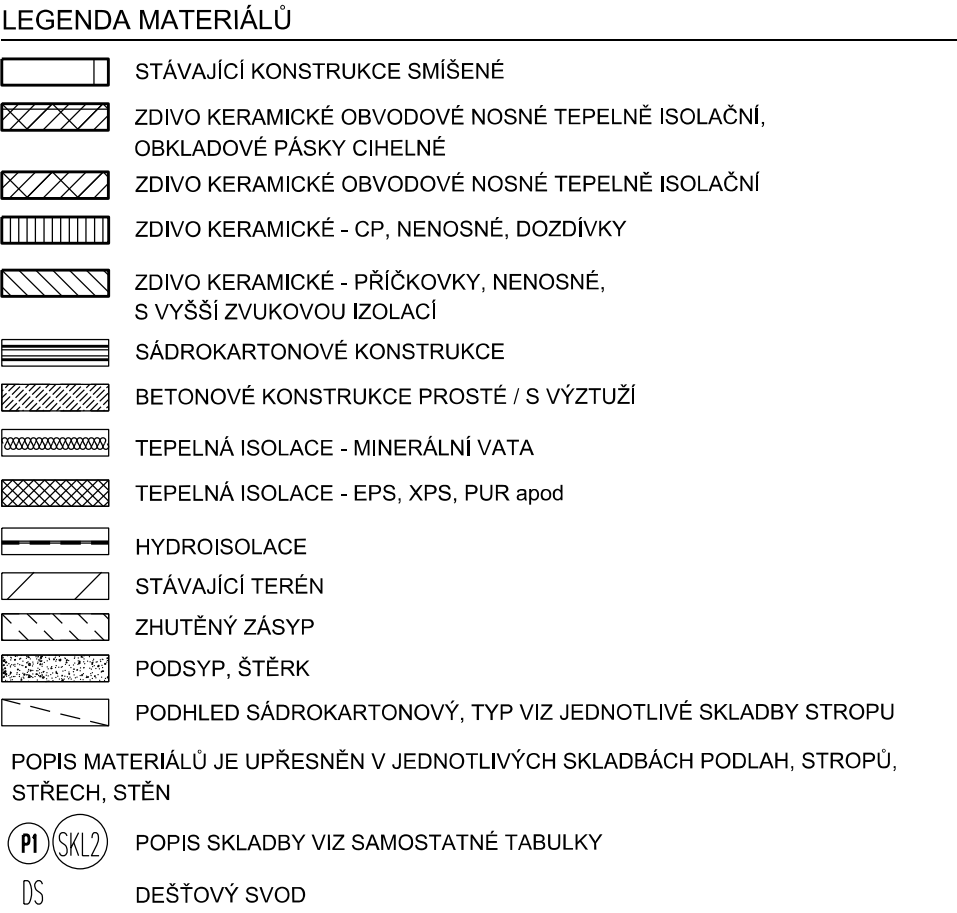 LEGENDA MATERIÁLŮ
STÁVAJÍCÍ KONSTRUKCE SMÍŠENÉ
ZDIVO KERAMICKÉ OBVODOVÉ NOSNÉ TEPELNĚ ISOLAČNÍ,
OBKLADOVÉ PÁSKY CIHELNÉ
ZDIVO KERAMICKÉ OBVODOVÉ NOSNÉ TEPELNĚ ISOLAČNÍ
ZDIVO KERAMICKÉ - CP, NENOSNÉ, DOZDÍVKY
ZDIVO KERAMICKÉ - PŘÍČKOVKY, NENOSNÉ,
S VYŠŠÍ ZVUKOVOU IZOLACÍ
SÁDROKARTONOVÉ KONSTRUKCE
BETONOVÉ KONSTRUKCE PROSTÉ / S VÝZTUŽÍ
TEPELNÁ ISOLACE - MINERÁLNÍ VATA
TEPELNÁ ISOLACE - EPS, XPS, PUR apod
HYDROISOLACE
STÁVAJÍCÍ TERÉN
ZHUTĚNÝ ZÁSYP
PODSYP, ŠTĚRK
PODHLED SÁDROKARTONOVÝ, TYP VIZ JEDNOTLIVÉ SKLADBY STROPU
POPIS MATERIÁLŮ JE UPŘESNĚN V JEDNOTLIVÝCH SKLADBÁCH PODLAH, STROPŮ,
STŘECH, STĚN
P1 SKL2 POPIS SKLADBY VIZ SAMOSTATNÉ TABULKY
DS DEŠŤOVÝ SVOD